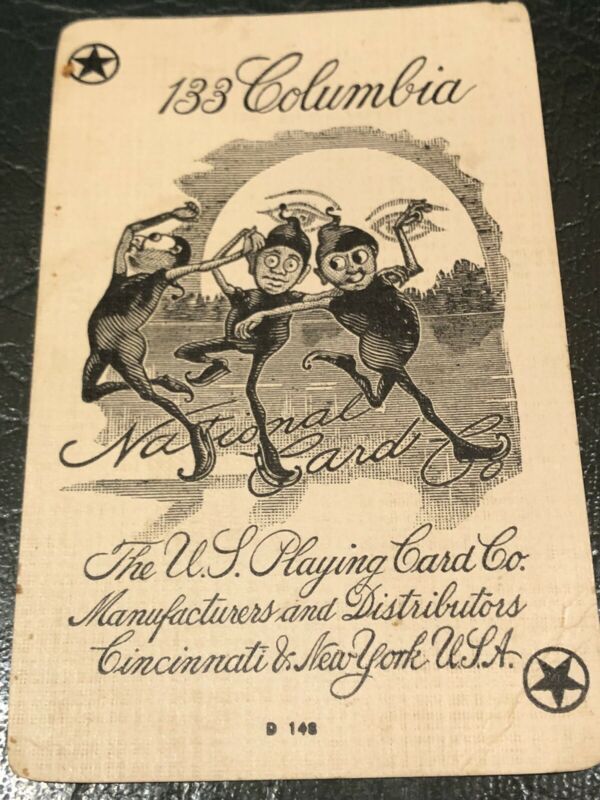 133 Columbia
National
Card Co
The U.S. Playing Card Co.
Manufacturers and Distributors
Cincinnati & New York U.S.A.
D 148